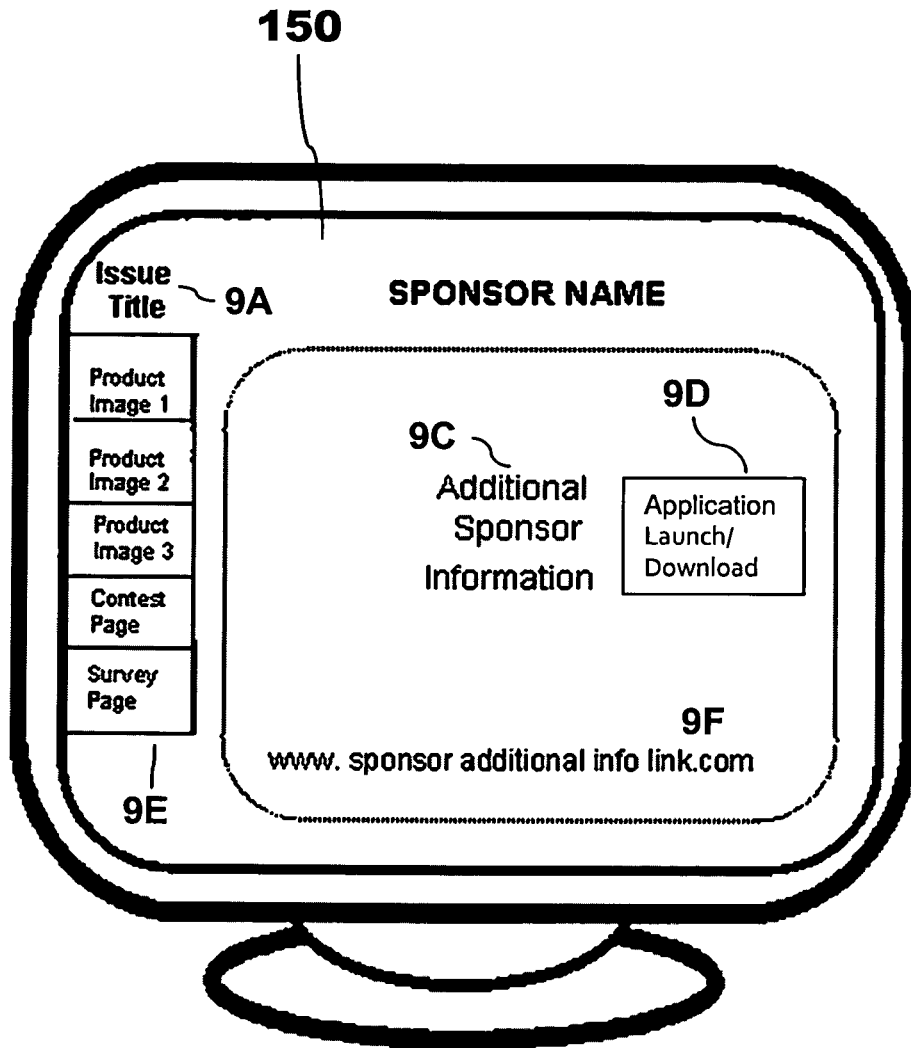 150
Issue
Title
9A
SPONSOR NAME
Product
Image 1
Product
Image 2
Product
Image 3
Contest
Page
Survey
Page
9E
9C
Additional
Sponsor
Information
9D
Application
Launch/
Download
9F
www. sponsor additional info link.com